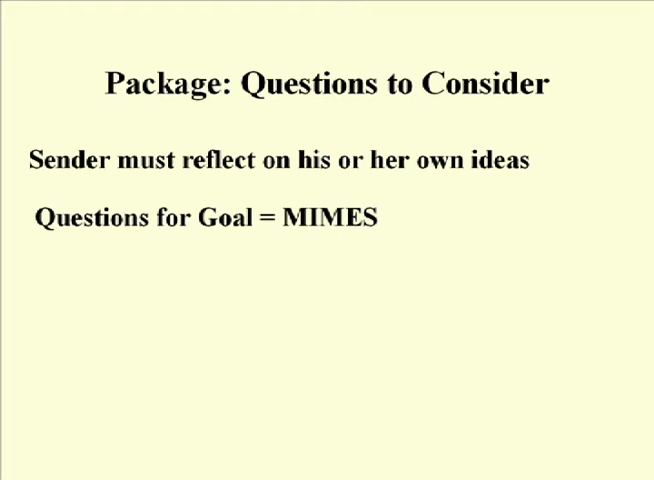 Package: Questions to Consider
Sender must reflect on his or her own ideas
Questions for Goal = MIMES